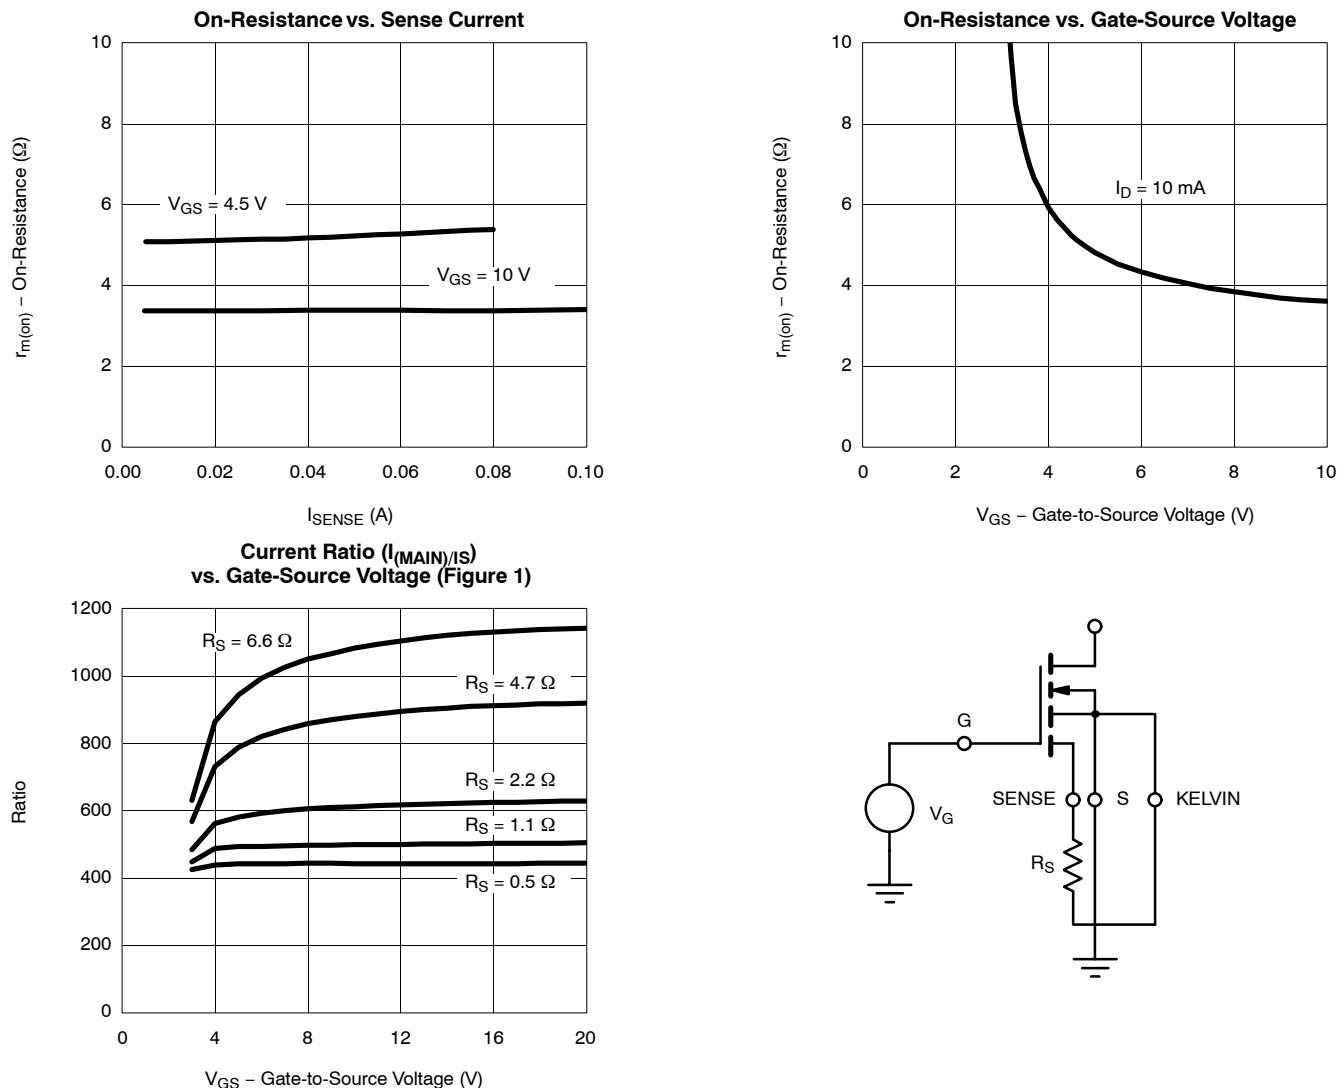 On-Resistance vs. Sense Current
10
8
6
4
2
0
0.00 0.02 0.04 0.06 0.08 0.10
r_m(on) – On-Resistance (Ω)
V_GS = 4.5 V
V_GS = 10 V
I_SENSE (A)
On-Resistance vs. Gate-Source Voltage
10
8
6
4
2
0
0 2 4 6 8 10
r_m(on) – On-Resistance (Ω)
I_D = 10 mA
V_GS – Gate-to-Source Voltage (V)
Current Ratio (I_(MAIN)/IS)
vs. Gate-Source Voltage (Figure 1)
1200
1000
800
600
400
200
0
0 4 8 12 16 20
Ratio
R_S = 6.6 Ω
R_S = 4.7 Ω
R_S = 2.2 Ω
R_S = 1.1 Ω
R_S = 0.5 Ω
V_GS – Gate-to-Source Voltage (V)
G
V_G
SENSE S KELVIN
R_S